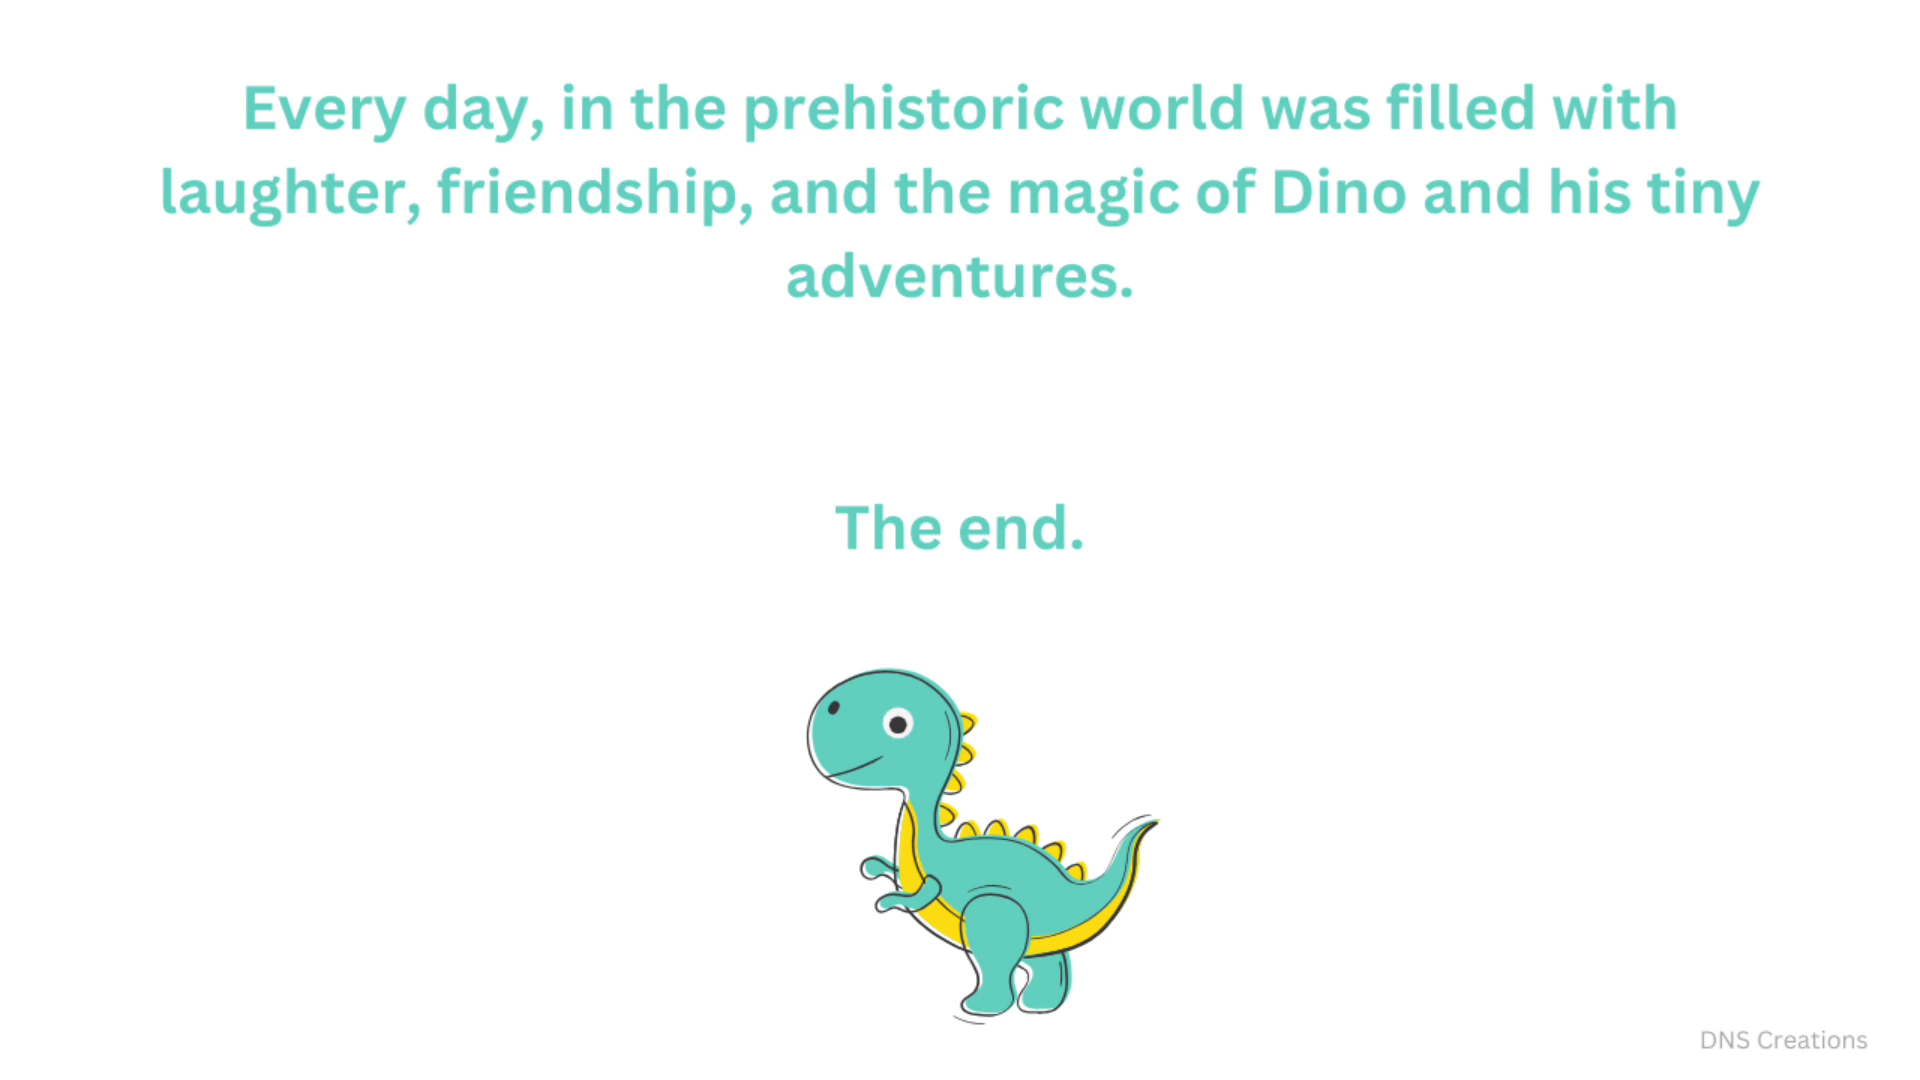 Every day, in the prehistoric world was filled with
laughter, friendship, and the magic of Dino and his tiny
adventures.
The end.
DNS Creations